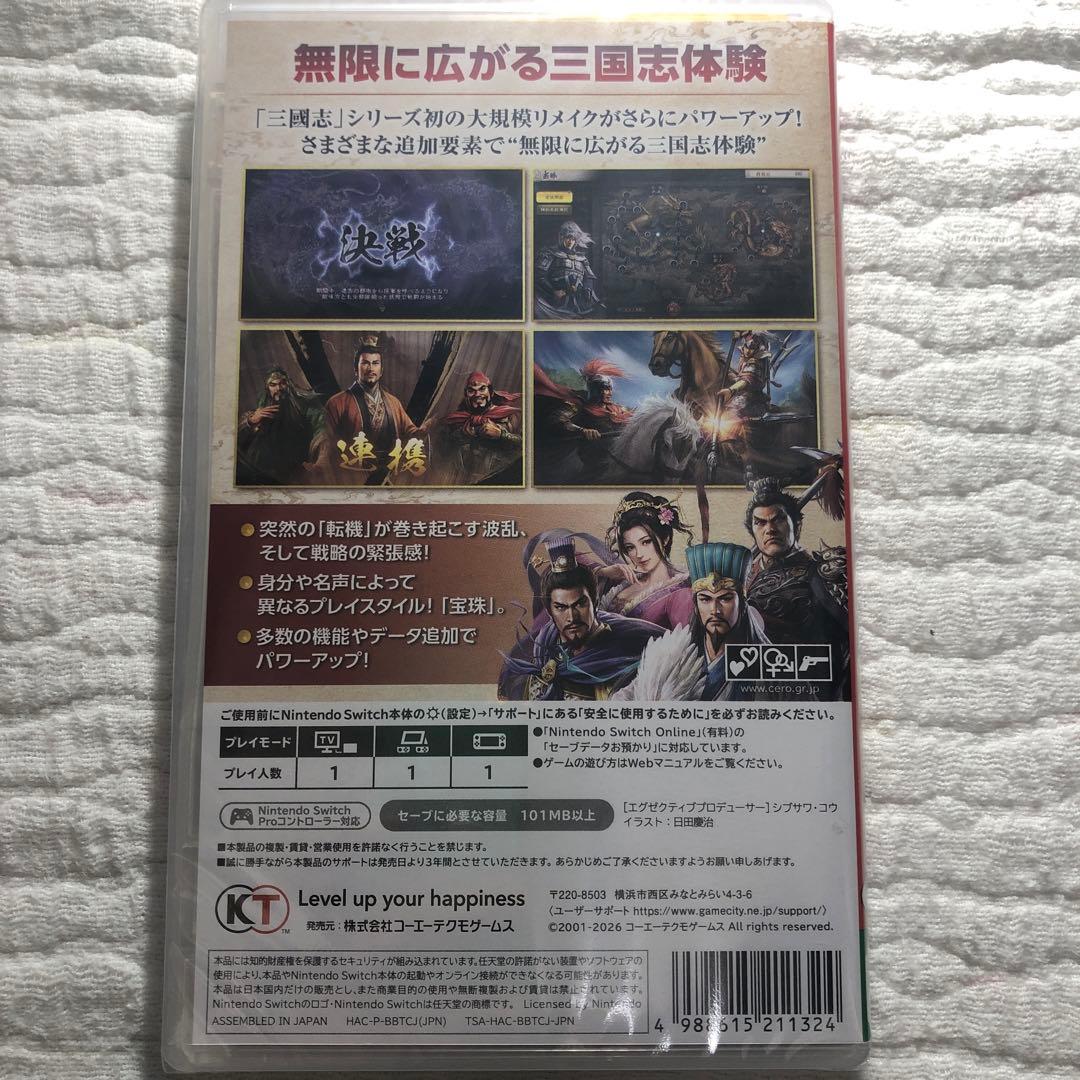 無限に広がる三国志体験
「三國志」シリーズ初の大規模リメイクがさらにパワーアップ!
さまざまな追加要素で“無限に広がる三国志体験”
決戦
連携
突然の「転機」が巻き起こす波乱、
そして戦略の緊張感!
身分や名声によって
異なるプレイスタイル!「宝珠」。
多数の機能やデータ追加で
パワーアップ!
www.cero.gr.jp
ご使用前にNintendo Switch本体の(設定)→「サポート」にある「安全に使用するために」を必ずお読みください。
プレイモード TV
プレイ人数 1 1 1
●「Nintendo Switch Online」(有料)の
「セーブデータお預かり」に対応しています。
●ゲームの遊び方はWebマニュアルをご覧ください。
Nintendo Switch
Proコントローラー対応
セーブに必要な容量 101MB以上
[エグゼクティブプロデューサー]シブサワ・コウ
イラスト:日田慶治
■本製品の複製・賃貸・営業使用を許諾なく行うことを禁じます。
■誠に勝手ながら本製品のサポートは発売日より3年間とさせていただきます。あらかじめご了承くださいますようお願い申しあげます。
KT Level up your happiness
TM
発売元:株式会社コーエーテクモゲームス
〒220-8503 横浜市西区みなとみらい4-3-6
〈ユーザーサポート https://www.gamecity.ne.jp/support/〉
©2001-2026 コーエーテクモゲームス All rights reserved.
本品には知的財産権を保護するセキュリティが組み込まれています。任天堂の許諾がない装置やソフトウェアの
使用により、本品やNintendo Switch本体の起動やオンライン接続ができなくなる可能性があります。
本品は日本国内だけの販売とし、また商業目的の使用や無断複製および賃貸は禁止されています。
Nintendo Switchのロゴ・Nintendo Switchは任天堂の商標です。 Licensed by Nintendo
ASSEMBLED IN JAPAN HAC-P-BBTCJ(JPN) TSA-HAC-BBTCJ-JPN
4 988615 211324